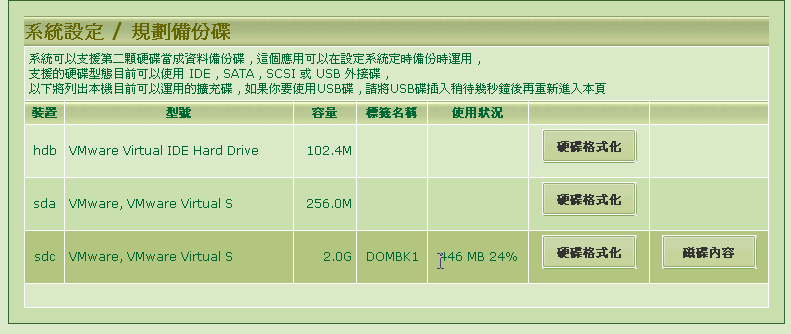 系統設定 / 規劃備份碟
系統可以支援第二顆硬碟當成資料備份碟，這個應用可以在設定系統定時備份時運用，
支援的硬碟型態目前可以使用 IDE，SATA，SCSI 或 USB 外接碟，
以下將列出本機目前可以運用的擴充碟，如果你要使用USB碟，請將USB碟插入稍待幾秒鐘後再重新進入本頁
裝置 型號 容量 標籤名稱 使用狀況
hdb VMware Virtual IDE Hard Drive 102.4M 硬碟格式化
sda VMware, VMware Virtual S 256.0M 硬碟格式化
sdc VMware, VMware Virtual S 2.0G DOMBK1 446 MB 24% 硬碟格式化 磁碟內容